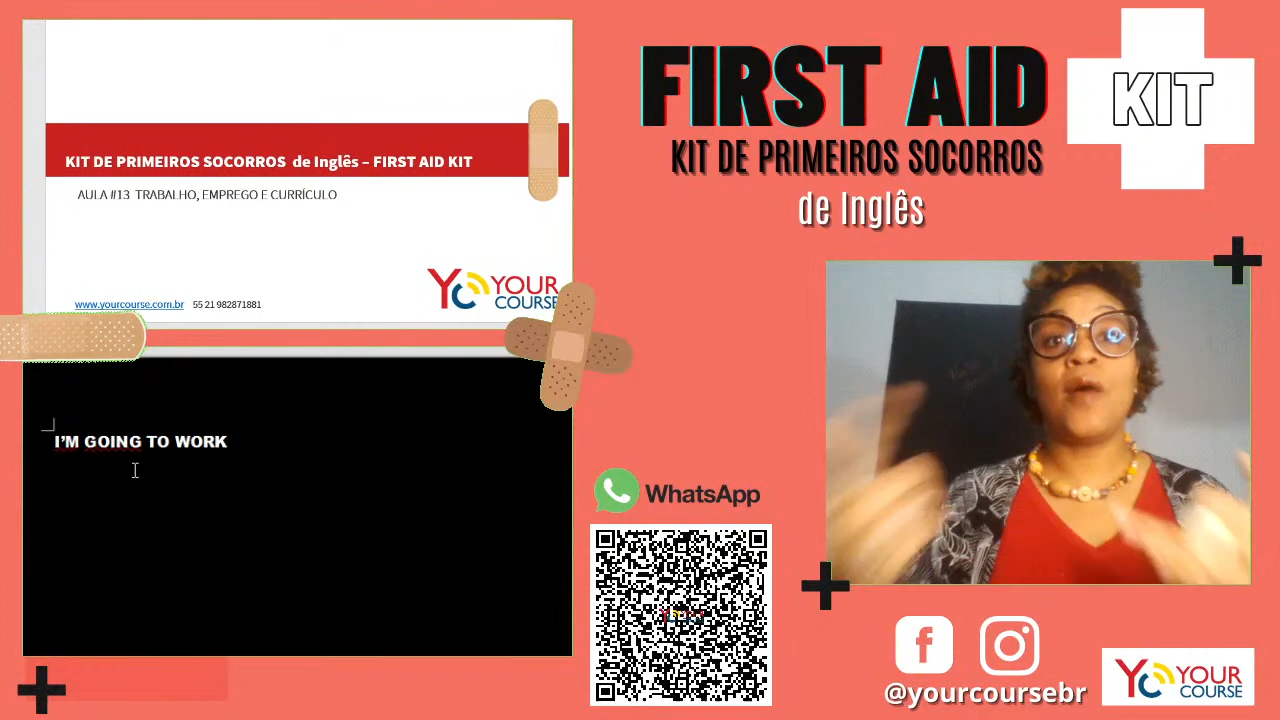 KIT DE PRIMEIROS SOCORROS de Inglês – FIRST AID KIT
AULA #13 TRABALHO, EMPREGO E CURRÍCULO
www.yourcourse.com.br 55 21 982871881
YC YOUR
COURSE
I'M GOING TO WORK
FIRST AID
KIT
KIT DE PRIMEIROS SOCORROS
de Inglês
WhatsApp
@yourcoursebr
YC YOUR
COURSE